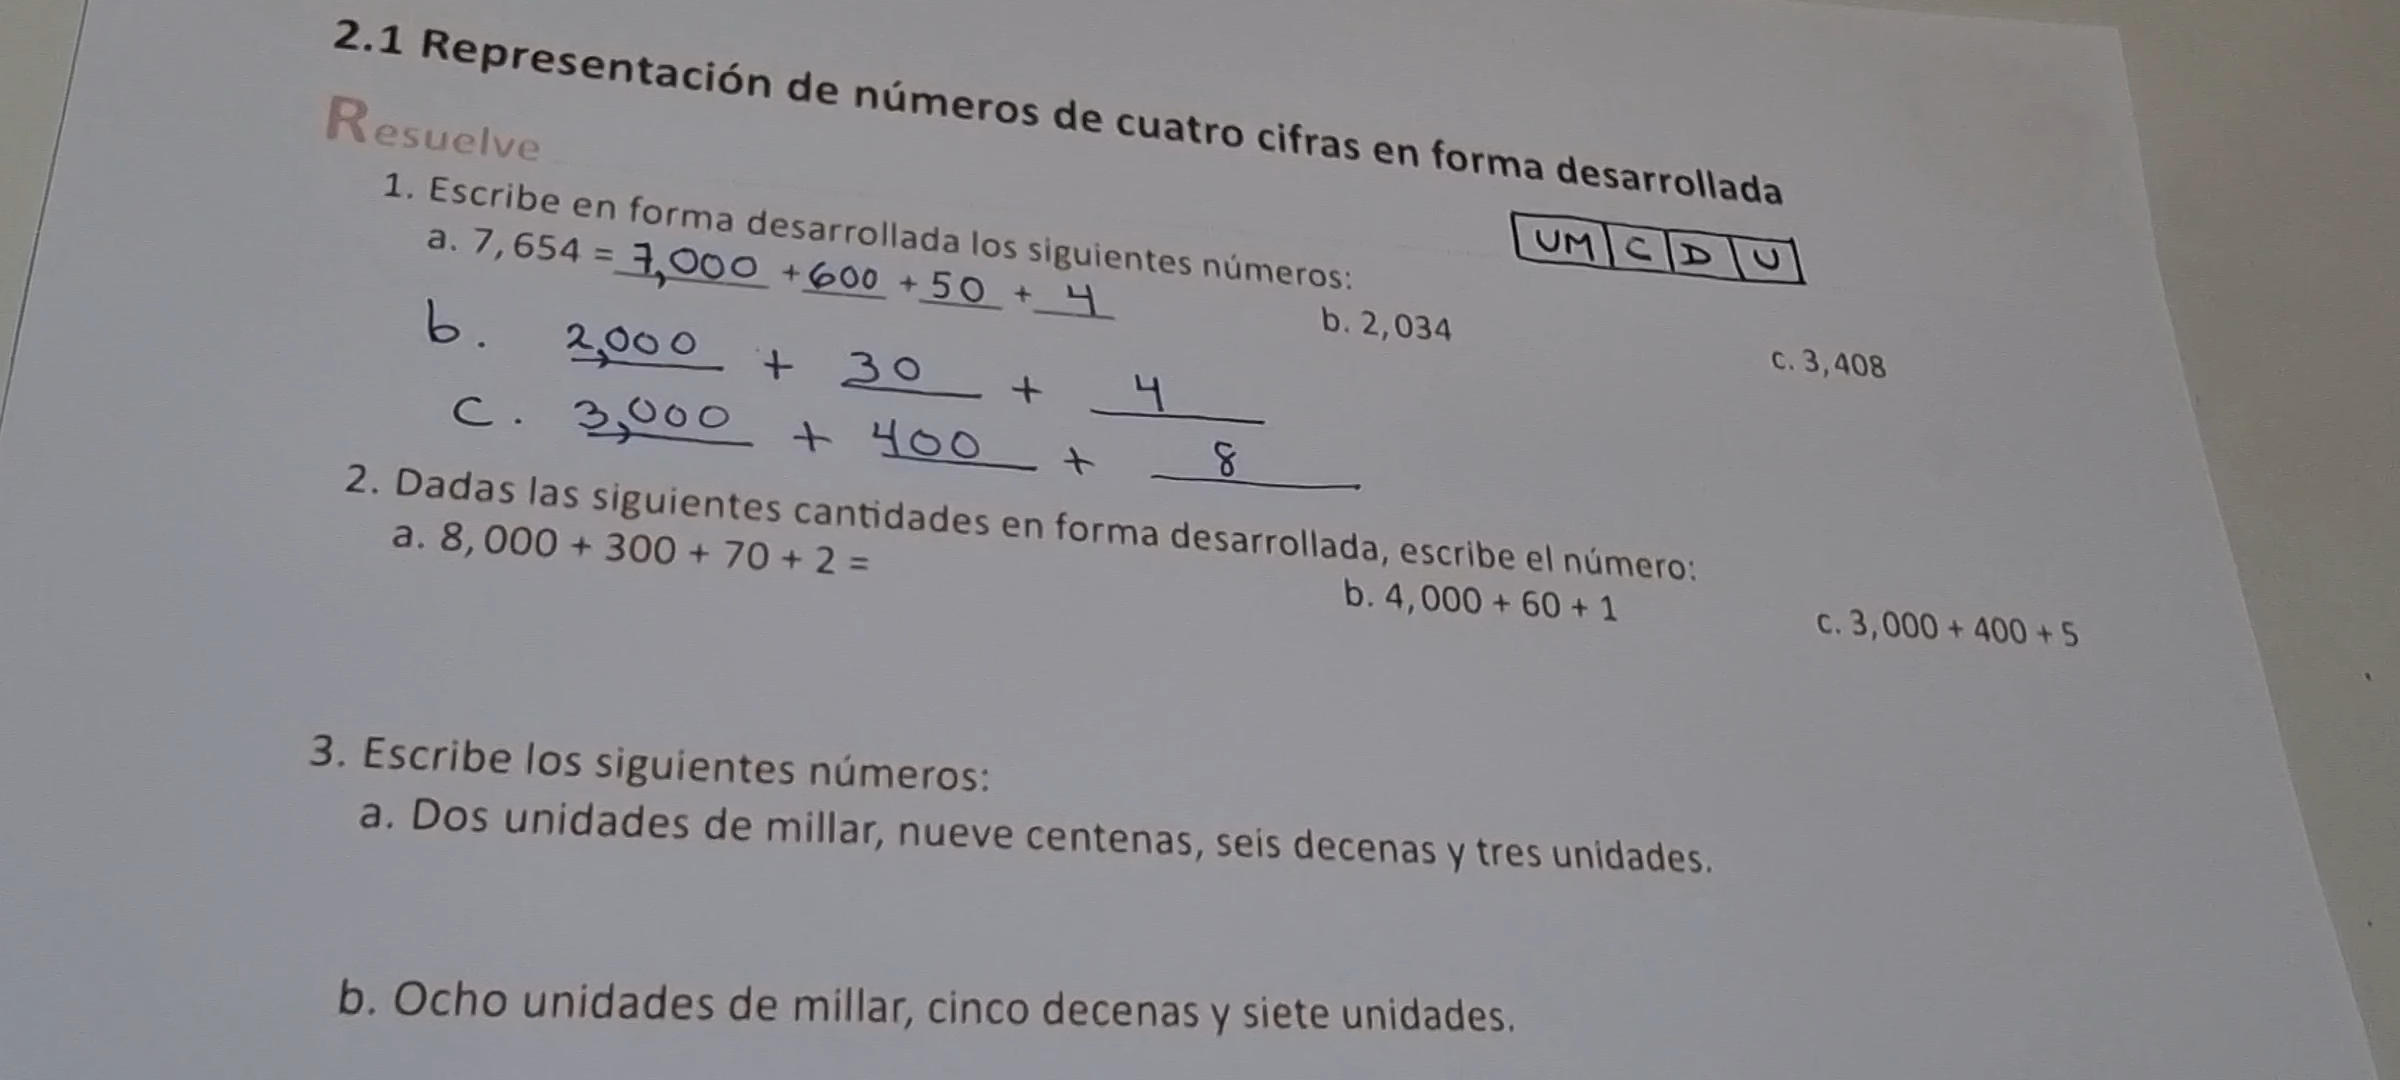 2.1 Representación de números de cuatro cifras en forma desarrollada
Resuelve
1. Escribe en forma desarrollada los siguientes números:
UM C D U
a. 7,654 = 7,000 + 600 + 50 + 4
b. 2,034
c. 3,408
b. 2,000 + 30 + 4
c. 3,000 + 400 + 8
2. Dadas las siguientes cantidades en forma desarrollada, escribe el número:
a. 8,000 + 300 + 70 + 2 =
b. 4,000 + 60 + 1
c. 3,000 + 400 + 5
3. Escribe los siguientes números:
a. Dos unidades de millar, nueve centenas, seis decenas y tres unidades.
b. Ocho unidades de millar, cinco decenas y siete unidades.